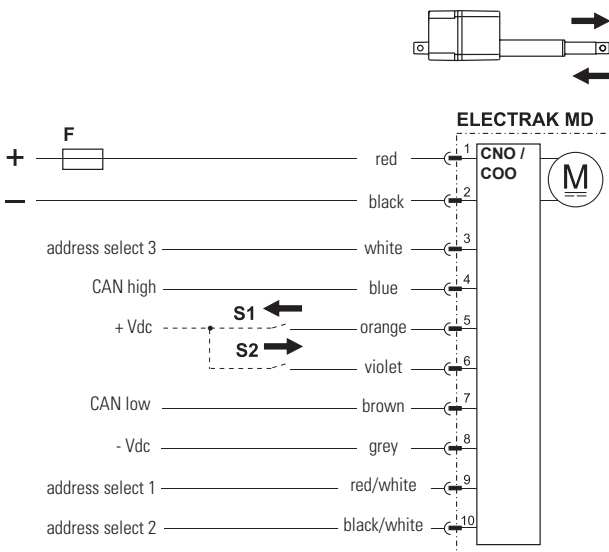 ELECTRAK MD
F
+ red 1 CNO /
COO
M
− black 2
address select 3 white 3
CAN high blue 4
S1
+ Vdc orange 5
S2
violet 6
CAN low brown 7
- Vdc grey 8
address select 1 red/white 9
address select 2 black/white 10